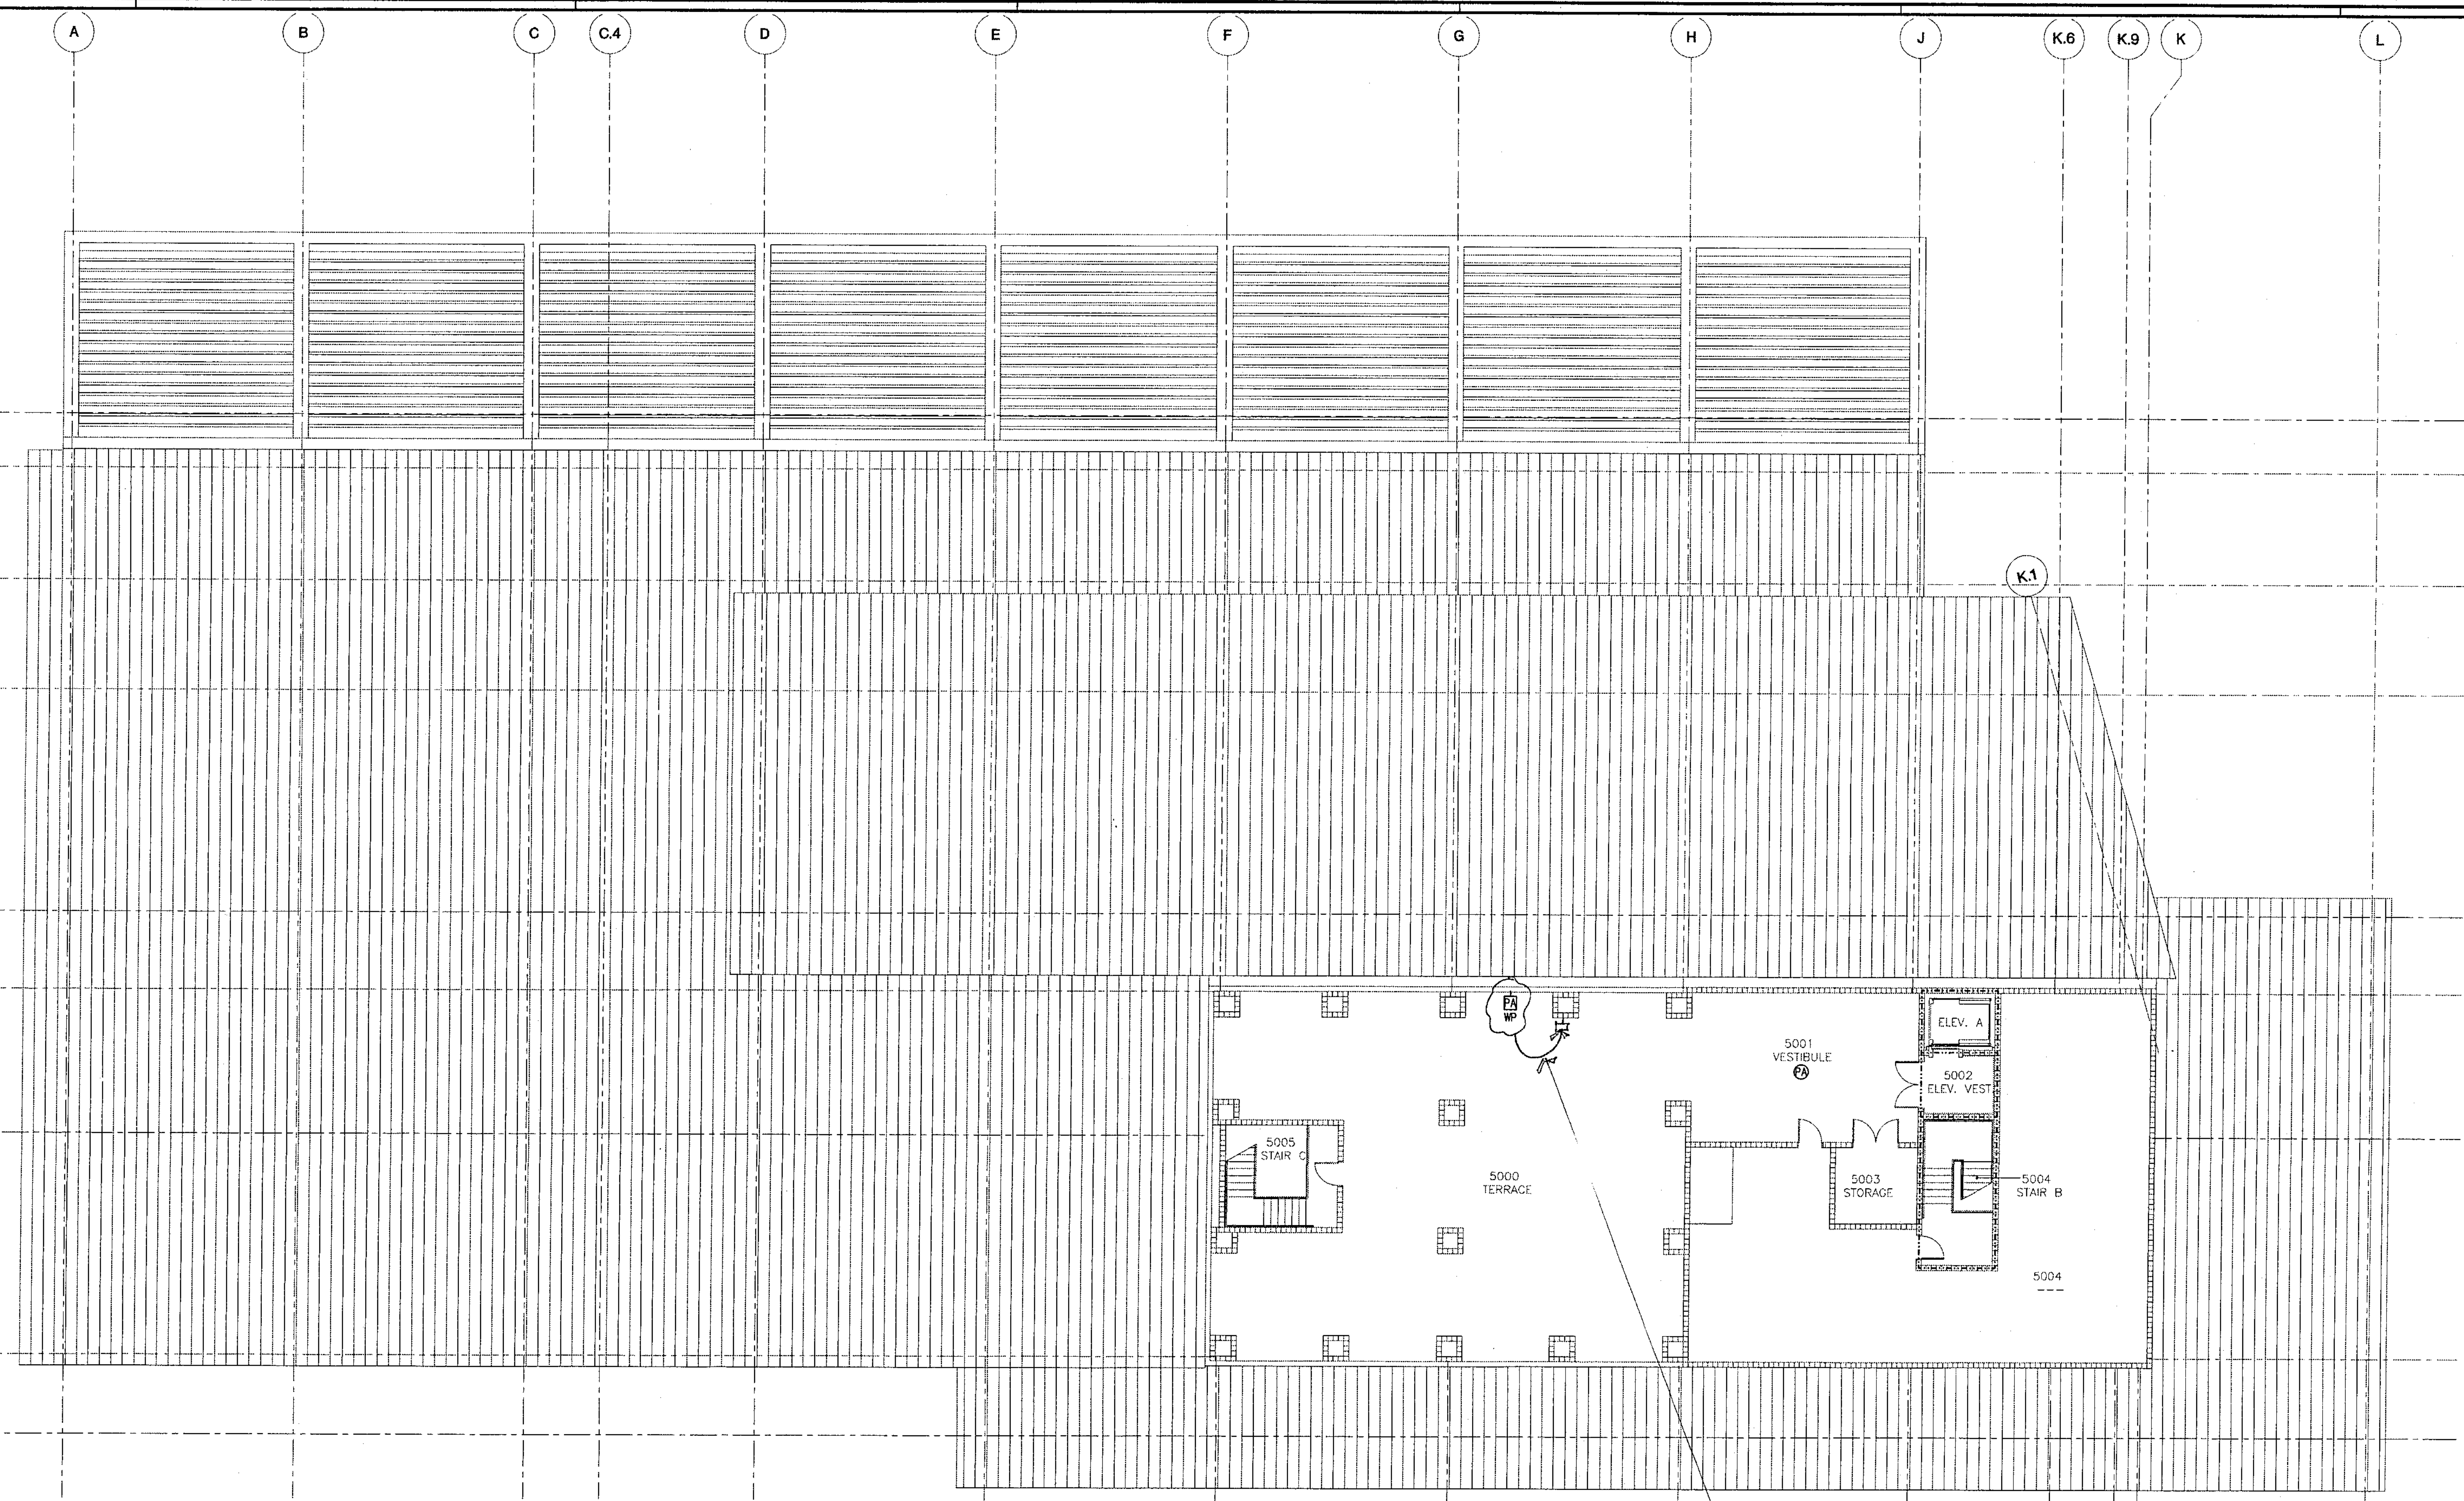 A
B
C
C.4
D
E
F
G
H
J
K.6
K.9
K
L
K.1
PA
WP
ELEV. A
5001
VESTIBULE
PA
5002
ELEV. VEST.
5005
STAIR C
5000
TERRACE
5003
STORAGE
5004
STAIR B
5004